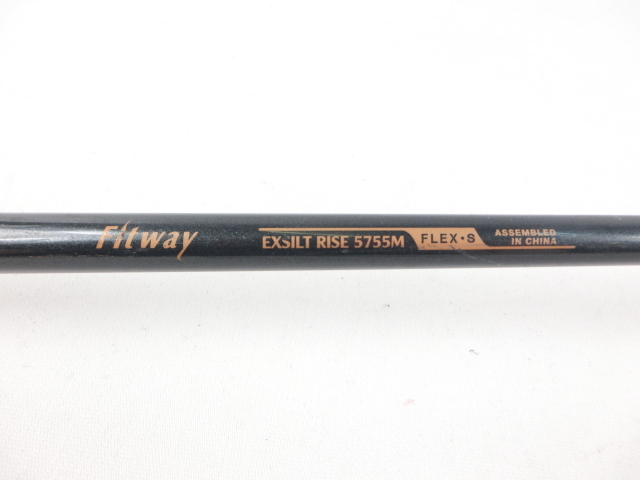 Fitway
EXSILT RISE 5755M FLEX•S
ASSEMBLED
IN CHINA